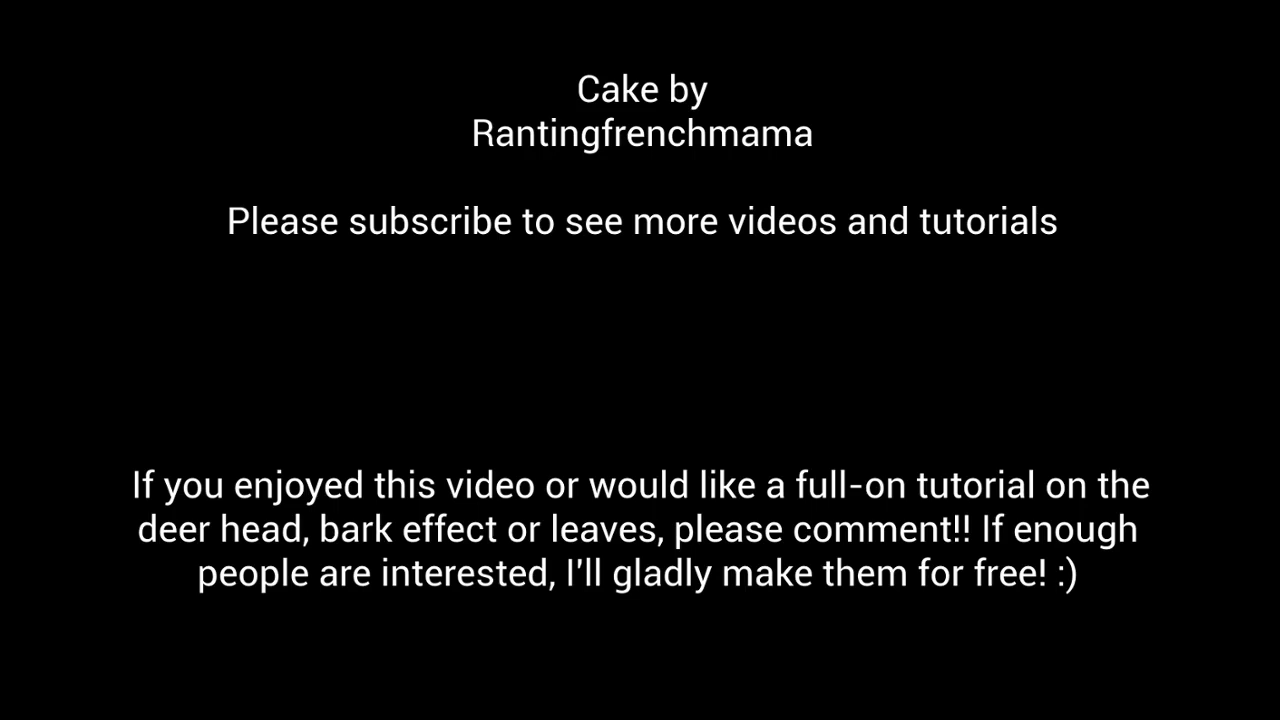 Cake by
Rantingfrenchmama
Please subscribe to see more videos and tutorials
If you enjoyed this video or would like a full-on tutorial on the
deer head, bark effect or leaves, please comment!! If enough
people are interested, I'll gladly make them for free! :)